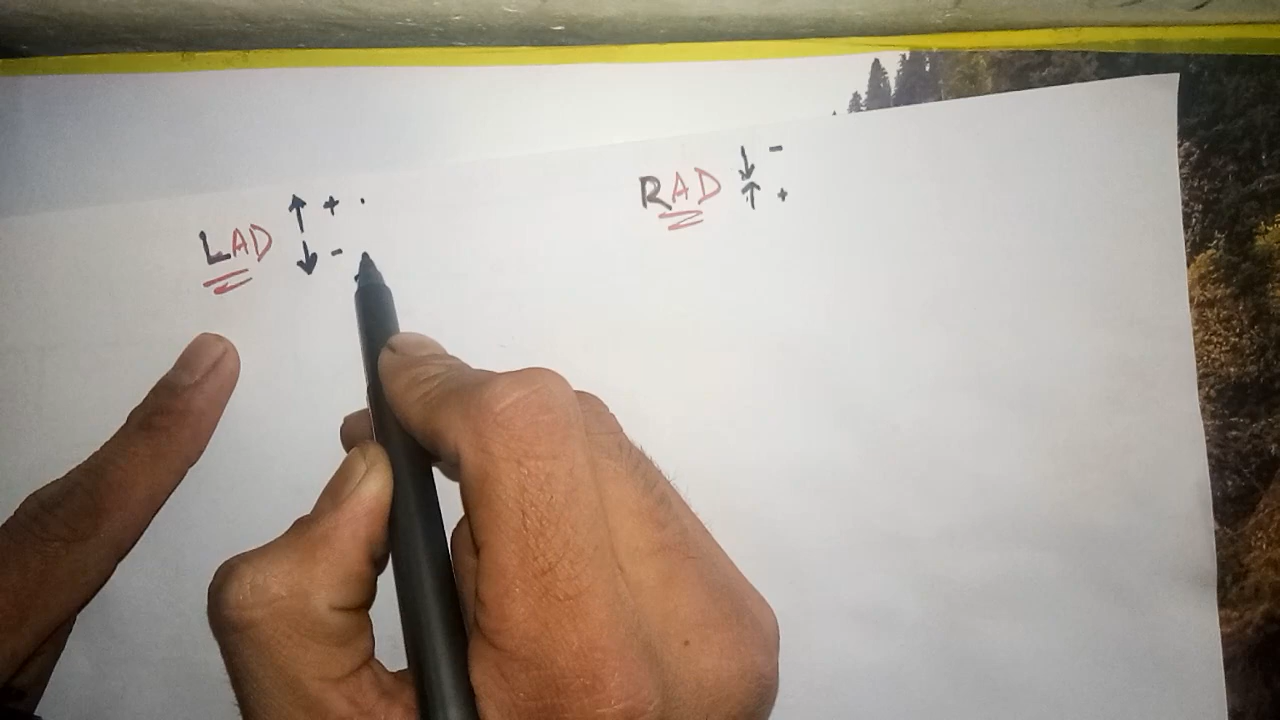 LAD ↑ + .
↓ -
RAD ↓ -
↑ +